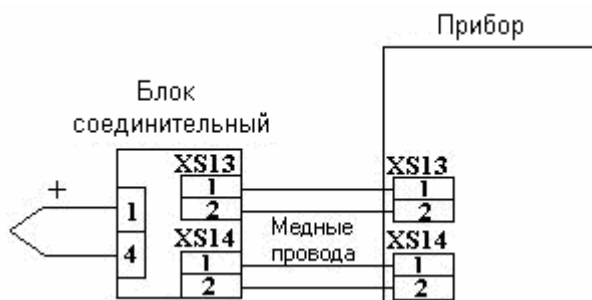 Прибор
Блок
соединительный
XS13
1
2
XS14
1
2
+
1
4
Медные
провода
XS13
1
2
XS14
1
2